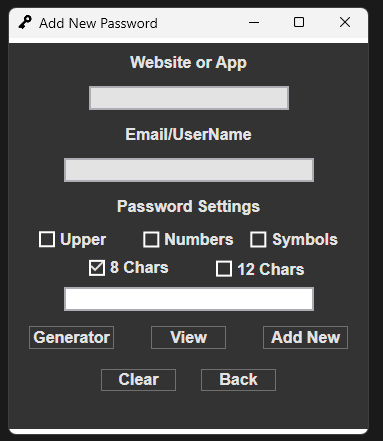 Add New Password
Website or App
Email/UserName
Password Settings
Upper Numbers Symbols
8 Chars 12 Chars
Generator View Add New
Clear Back